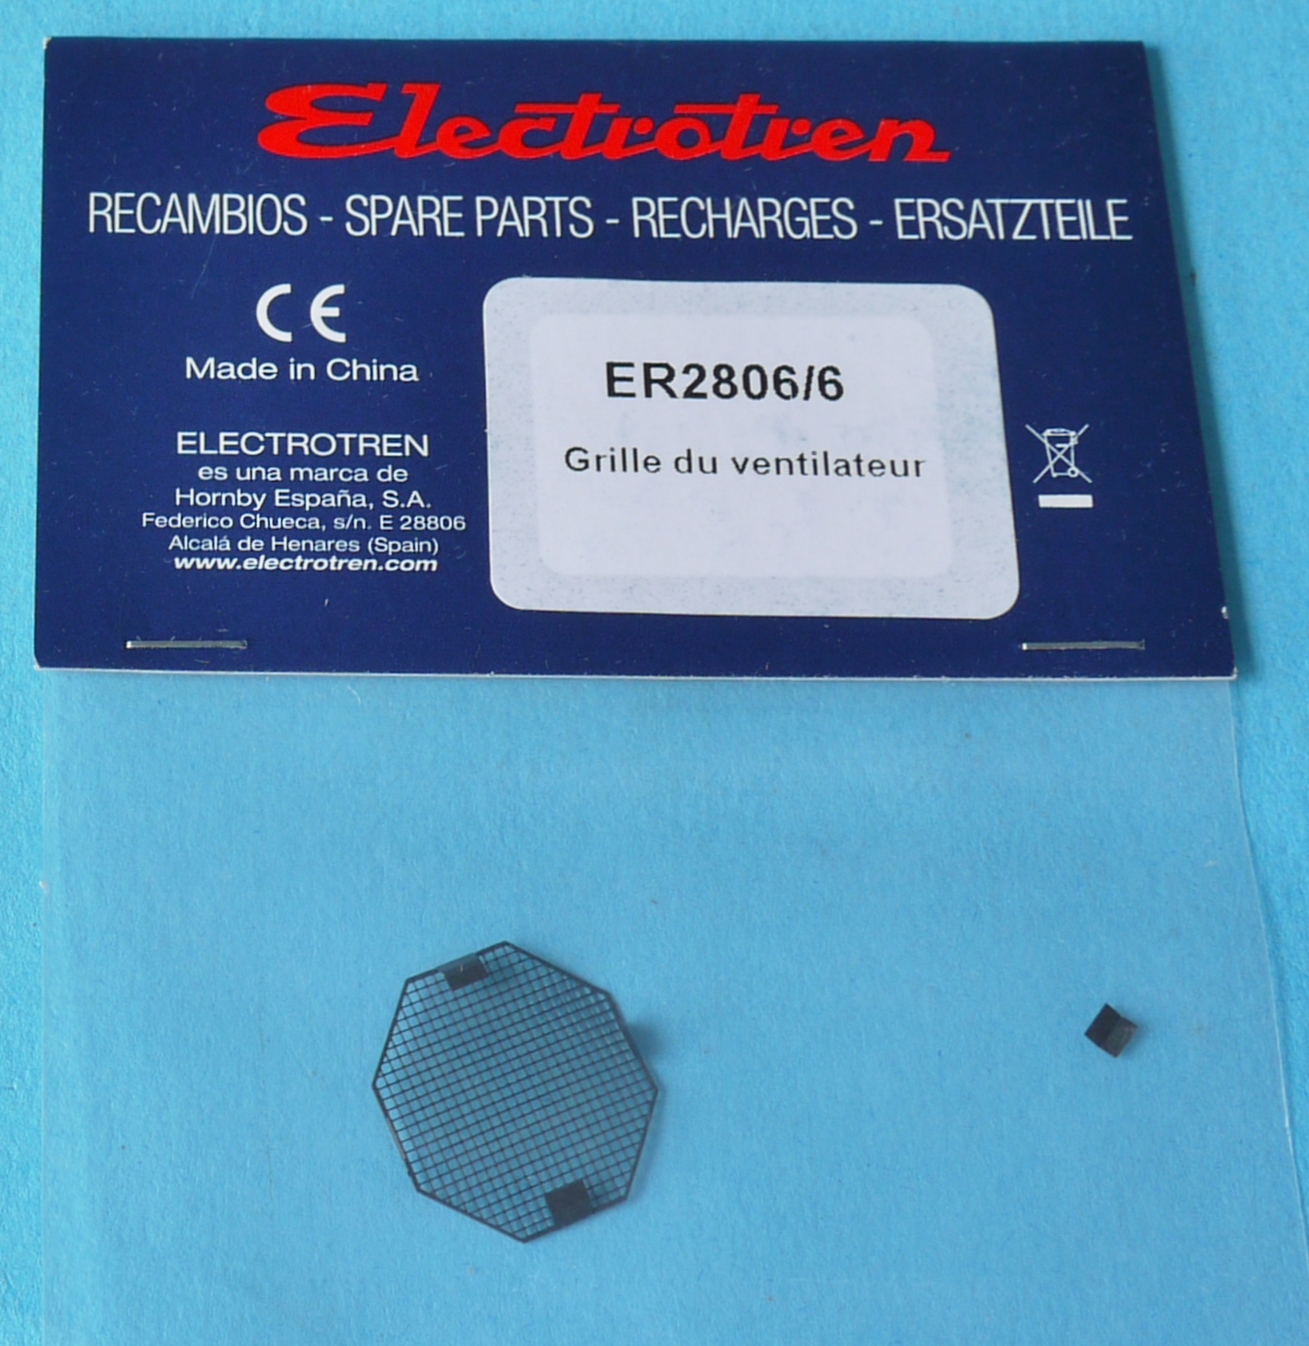 Electrotren
RECAMBIOS - SPARE PARTS - RECHARGES - ERSATZTEILE
CE
Made in China
ELECTROTREN
es una marca de
Hornby España, S.A.
Federico Chueca, s/n. E 28806
Alcalá de Henares (Spain)
www.electrotren.com
ER2806/6
Grille du ventilateur